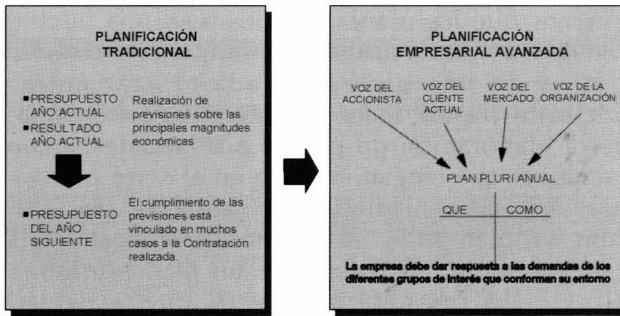 PLANIFICACIÓN
TRADICIONAL
▪PRESUPUESTO
AÑO ACTUAL
▪RESULTADO
AÑO ACTUAL
Realización de
previsiones sobre las
principales magnitudes
económicas
▪PRESUPUESTO
DEL AÑO
SIGUIENTE
El cumplimiento de las
previsiones está
vinculado en muchos
casos a la Contratación
realizada.
PLANIFICACIÓN
EMPRESARIAL AVANZADA
VOZ DEL
ACCIONISTA
VOZ DEL
CLIENTE
ACTUAL
VOZ DEL
MERCADO
VOZ DE LA
ORGANIZACIÓN
PLAN PLURI ANUAL
QUE
COMO
La empresa debe dar respuesta a las demandas de los
diferentes grupos de interés que conforman su entorno